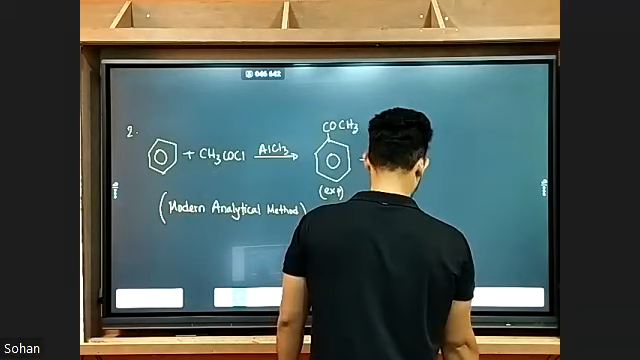 2.
+ CH3COCl AlCl3 → COCH3 +
(exp)
(Modern Analytical Method)
Sohan